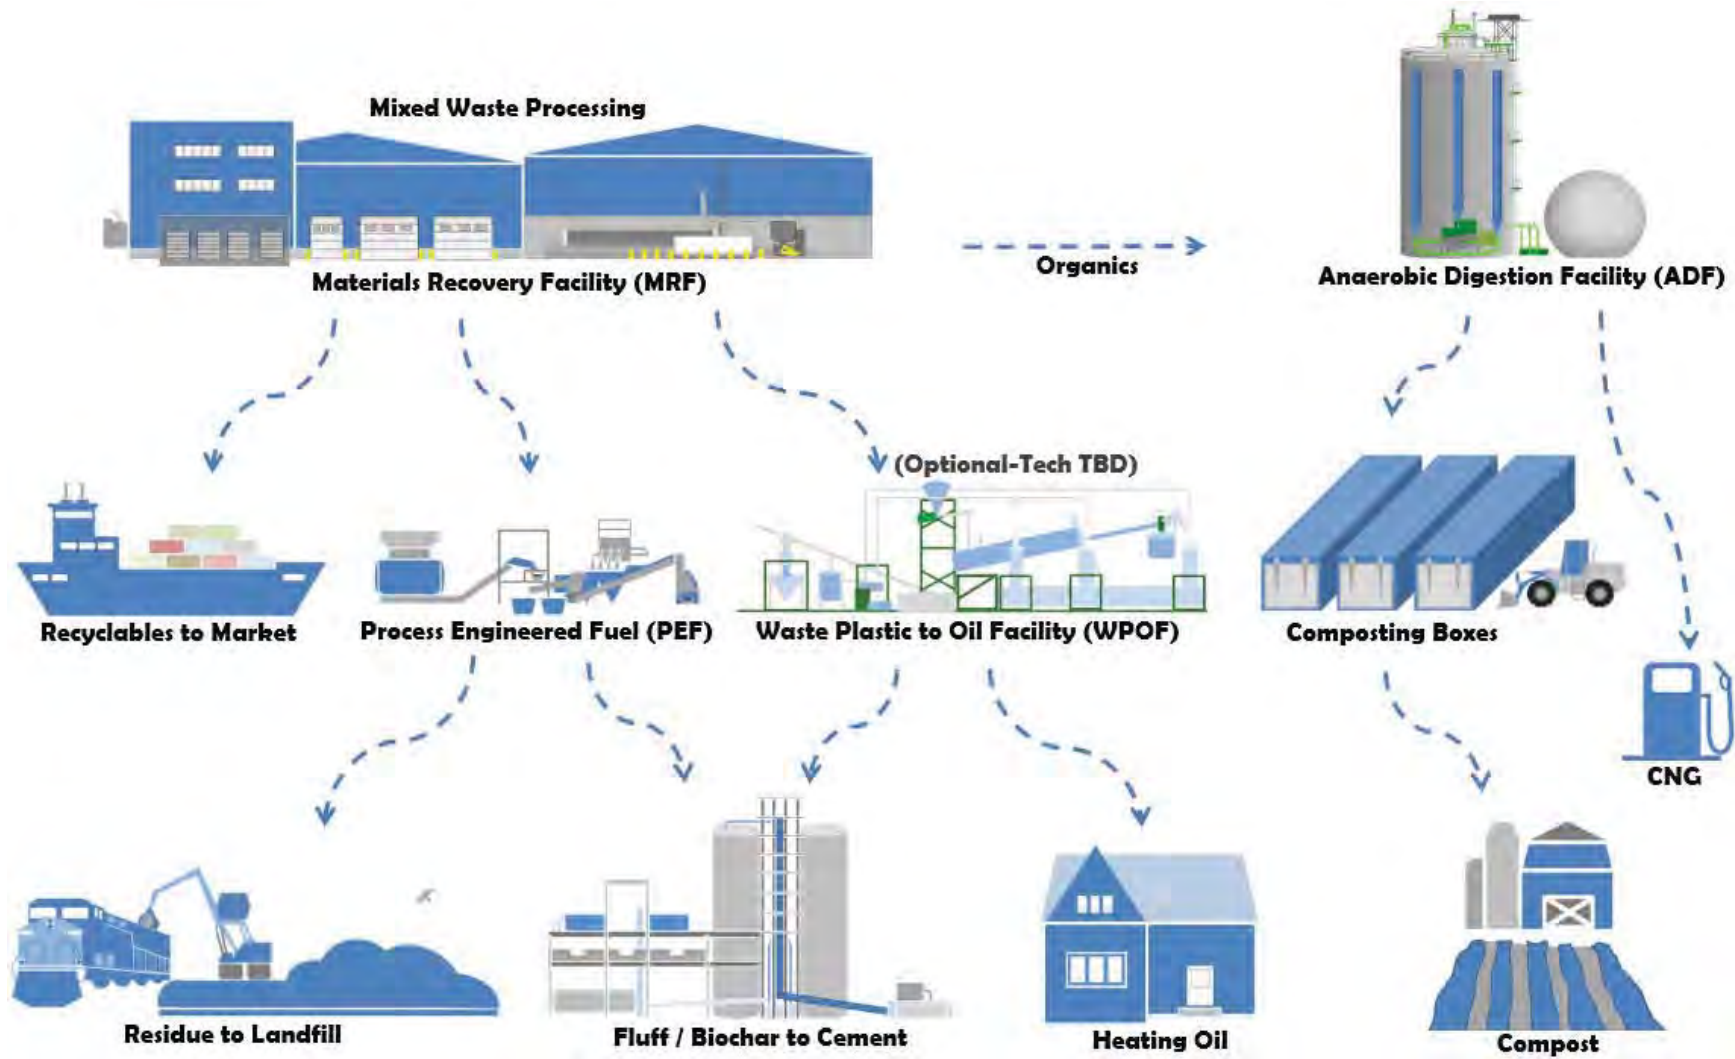 Mixed Waste Processing
Materials Recovery Facility (MRF)
Organics
Anaerobic Digestion Facility (ADF)
(Optional-Tech TBD)
Recyclables to Market
Process Engineered Fuel (PEF)
Waste Plastic to Oil Facility (WPOF)
Composting Boxes
CNG
Residue to Landfill
Fluff / Biochar to Cement
Heating Oil
Compost